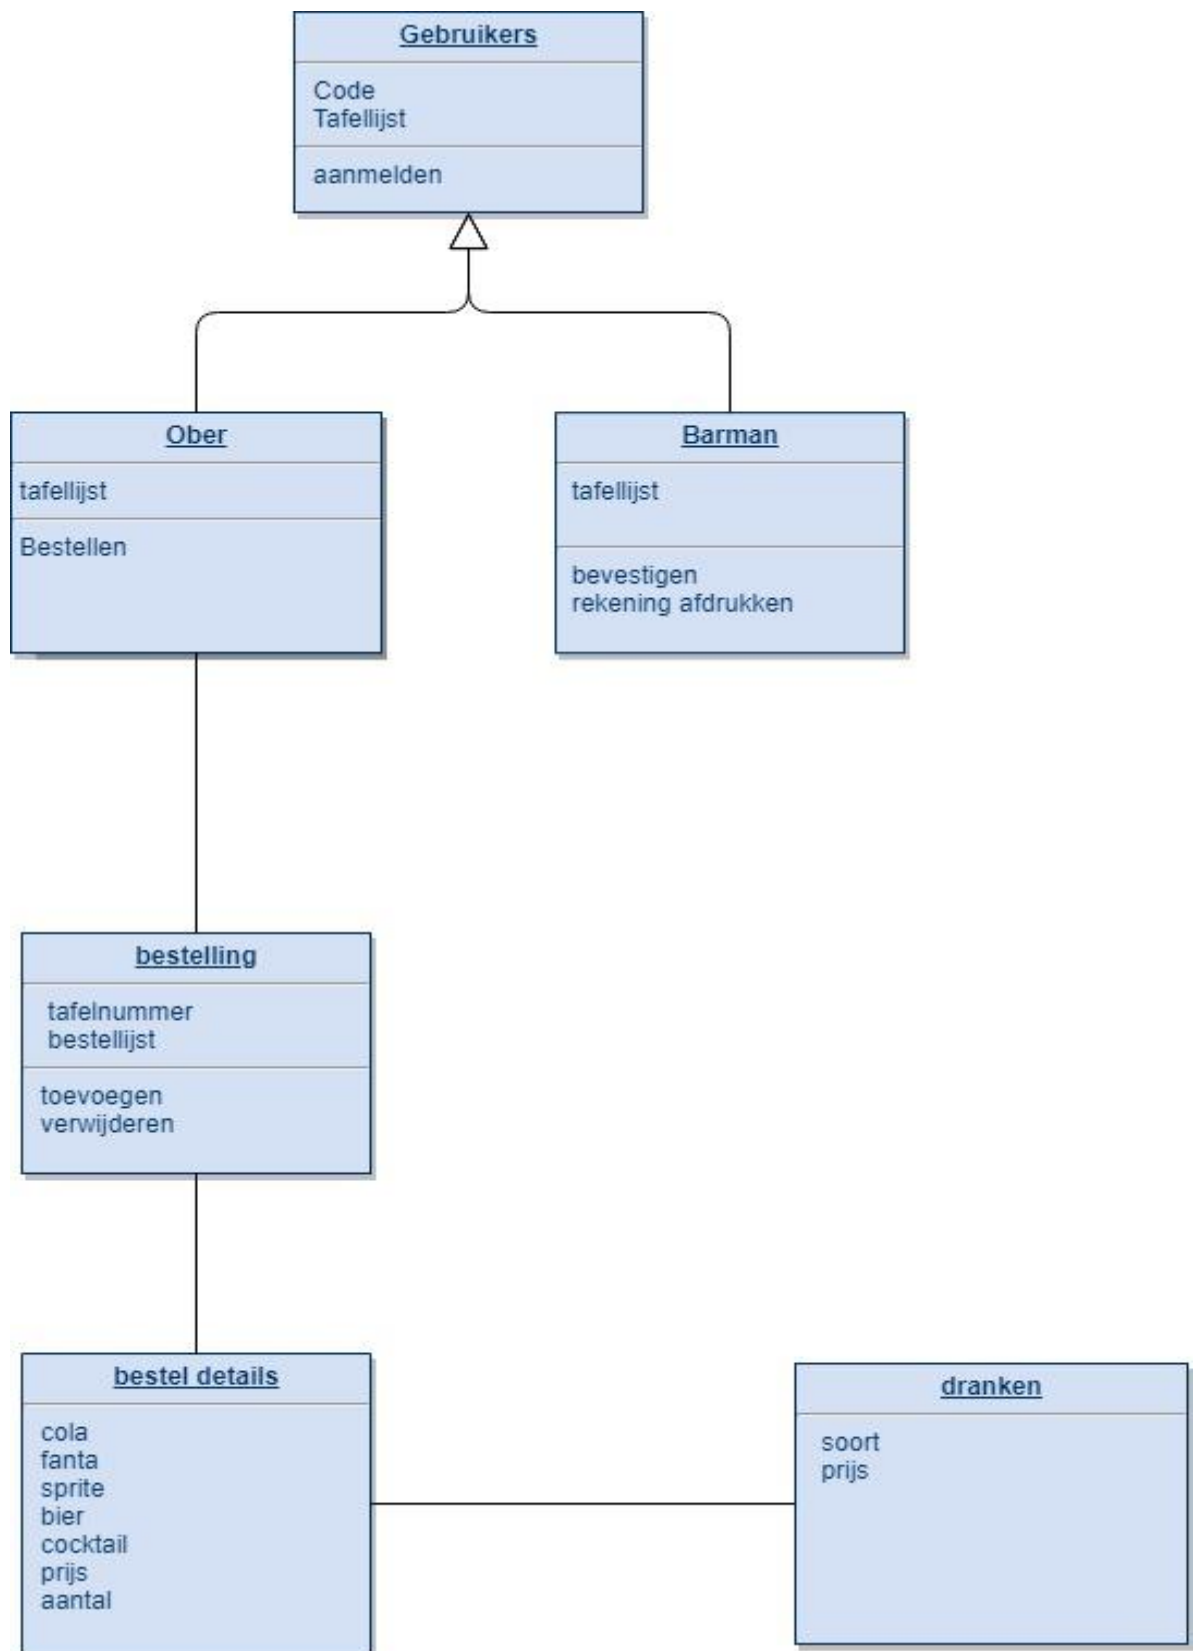 Gebruikers
Code
Tafellijst
aanmelden
Ober
tafellijst
Bestellen
Barman
tafellijst
bevestigen
rekening afdrukken
bestelling
tafelnummer
bestellijst
toevoegen
verwijderen
bestel details
cola
fanta
sprite
bier
cocktail
prijs
aantal
dranken
soort
prijs